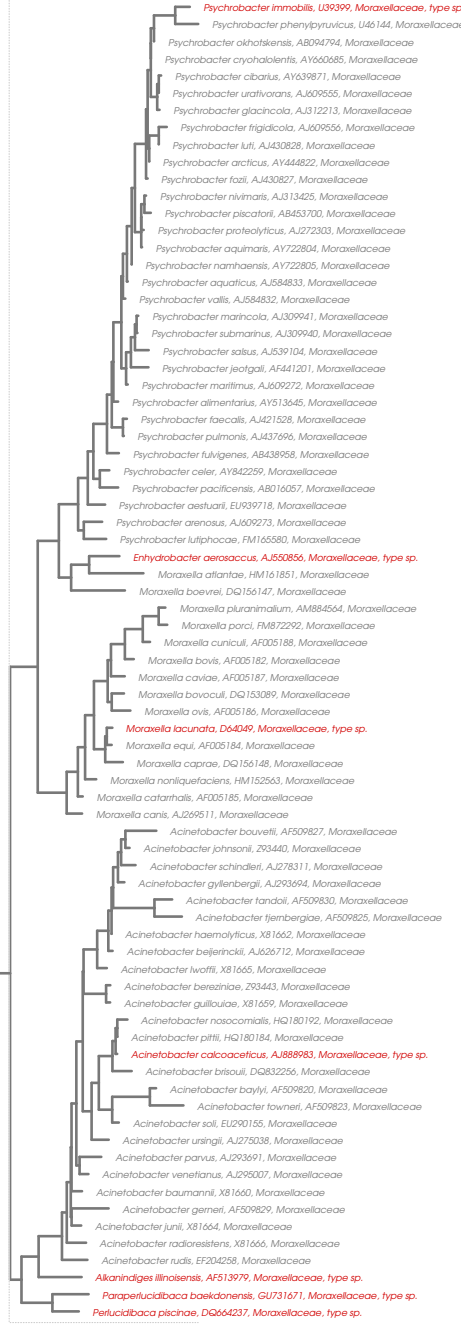 Psychrobacter immobilis, U39399, Moraxellaceae, type sp
Psychrobacter phenylpyruvicus, U46144, Moraxellaceae
Psychrobacter okhotskensis, AB094794, Moraxellaceae
Psychrobacter cryohalolentis, AY660685, Moraxellaceae
Psychrobacter cibarius, AY639871, Moraxellaceae
Psychrobacter urativorans, AJ609555, Moraxellaceae
Psychrobacter glacincola, AJ312213, Moraxellaceae
Psychrobacter frigidicola, AJ609556, Moraxellaceae
Psychrobacter luti, AJ430828, Moraxellaceae
Psychrobacter arcticus, AY444822, Moraxellaceae
Psychrobacter fozii, AJ430827, Moraxellaceae
Psychrobacter nivimaris, AJ313425, Moraxellaceae
Psychrobacter piscatorii, AB453700, Moraxellaceae
Psychrobacter proteolyticus, AJ272303, Moraxellaceae
Psychrobacter aquimaris, AY722804, Moraxellaceae
Psychrobacter namhaensis, AY722805, Moraxellaceae
Psychrobacter aquaticus, AJ584833, Moraxellaceae
Psychrobacter vallis, AJ584832, Moraxellaceae
Psychrobacter marincola, AJ309941, Moraxellaceae
Psychrobacter submarinus, AJ309940, Moraxellaceae
Psychrobacter salsus, AJ539104, Moraxellaceae
Psychrobacter jeotgali, AF441201, Moraxellaceae
Psychrobacter maritimus, AJ609272, Moraxellaceae
Psychrobacter alimentarius, AY513645, Moraxellaceae
Psychrobacter faecalis, AJ421528, Moraxellaceae
Psychrobacter pulmonis, AJ437696, Moraxellaceae
Psychrobacter fulvigenes, AB438958, Moraxellaceae
Psychrobacter celer, AY842259, Moraxellaceae
Psychrobacter pacificensis, AB016057, Moraxellaceae
Psychrobacter aestuarii, EU939718, Moraxellaceae
Psychrobacter arenosus, AJ609273, Moraxellaceae
Psychrobacter lutiphocae, FM165580, Moraxellaceae
Enhydrobacter aerosaccus, AJ550856, Moraxellaceae, type sp.
Moraxella atlantae, HM161851, Moraxellaceae
Moraxella boevrei, DQ156147, Moraxellaceae
Moraxella pluranimalium, AM884564, Moraxellaceae
Moraxella porci, FM872292, Moraxellaceae
Moraxella cuniculi, AF005188, Moraxellaceae
Moraxella bovis, AF005182, Moraxellaceae
Moraxella caviae, AF005187, Moraxellaceae
Moraxella bovoculi, DQ153089, Moraxellaceae
Moraxella ovis, AF005186, Moraxellaceae
Moraxella lacunata, D64049, Moraxellaceae, type sp.
Moraxella equi, AF005184, Moraxellaceae
Moraxella caprae, DQ156148, Moraxellaceae
Moraxella nonliquefaciens, HM152563, Moraxellaceae
Moraxella catarrhalis, AF005185, Moraxellaceae
Moraxella canis, AJ269511, Moraxellaceae
Acinetobacter bouvetii, AF509827, Moraxellaceae
Acinetobacter johnsonii, Z93440, Moraxellaceae
Acinetobacter schindleri, AJ278311, Moraxellaceae
Acinetobacter gyllenbergii, AJ293694, Moraxellaceae
Acinetobacter tandoii, AF509830, Moraxellaceae
Acinetobacter tjernbergiae, AF509825, Moraxellaceae
Acinetobacter haemolyticus, X81662, Moraxellaceae
Acinetobacter beijerinckii, AJ626712, Moraxellaceae
Acinetobacter lwoffii, X81665, Moraxellaceae
Acinetobacter bereziniae, Z93443, Moraxellaceae
Acinetobacter guillouiae, X81659, Moraxellaceae
Acinetobacter nosocomialis, HQ180192, Moraxellaceae
Acinetobacter pittii, HQ180184, Moraxellaceae
Acinetobacter calcoaceticus, AJ888983, Moraxellaceae, type sp.
Acinetobacter brisouii, DQ832256, Moraxellaceae
Acinetobacter baylyi, AF509820, Moraxellaceae
Acinetobacter towneri, AF509823, Moraxellaceae
Acinetobacter soli, EU290155, Moraxellaceae
Acinetobacter ursingii, AJ275038, Moraxellaceae
Acinetobacter parvus, AJ293691, Moraxellaceae
Acinetobacter venetianus, AJ295007, Moraxellaceae
Acinetobacter baumannii, X81660, Moraxellaceae
Acinetobacter gerneri, AF509829, Moraxellaceae
Acinetobacter junii, X81664, Moraxellaceae
Acinetobacter radioresistens, X81666, Moraxellaceae
Acinetobacter rudis, EF204258, Moraxellaceae
Alkanindiges illinoisensis, AF513979, Moraxellaceae, type sp.
Paraperlucidibaca baekdonensis, GU731671, Moraxellaceae, type sp.
Perlucidibaca piscinae, DQ664237, Moraxellaceae, type sp.